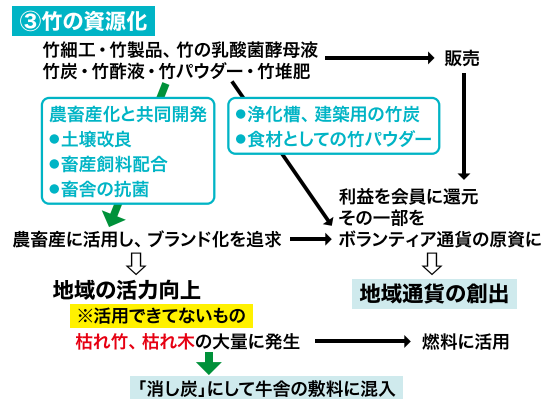 ③竹の資源化
竹細工・竹製品、竹の乳酸菌酵母液
竹炭・竹酢液・竹パウダー・竹堆肥
販売
農畜産化と共同開発
●土壌改良
●畜産飼料配合
●畜舎の抗菌
●浄化槽、建築用の竹炭
●食材としての竹パウダー
利益を会員に還元
その一部を
ボランティア通貨の原資に
農畜産に活用し、ブランド化を追求
地域の活力向上
地域通貨の創出
※活用できてないもの
枯れ竹、枯れ木の大量に発生
燃料に活用
「消し炭」にして牛舎の敷料に混入